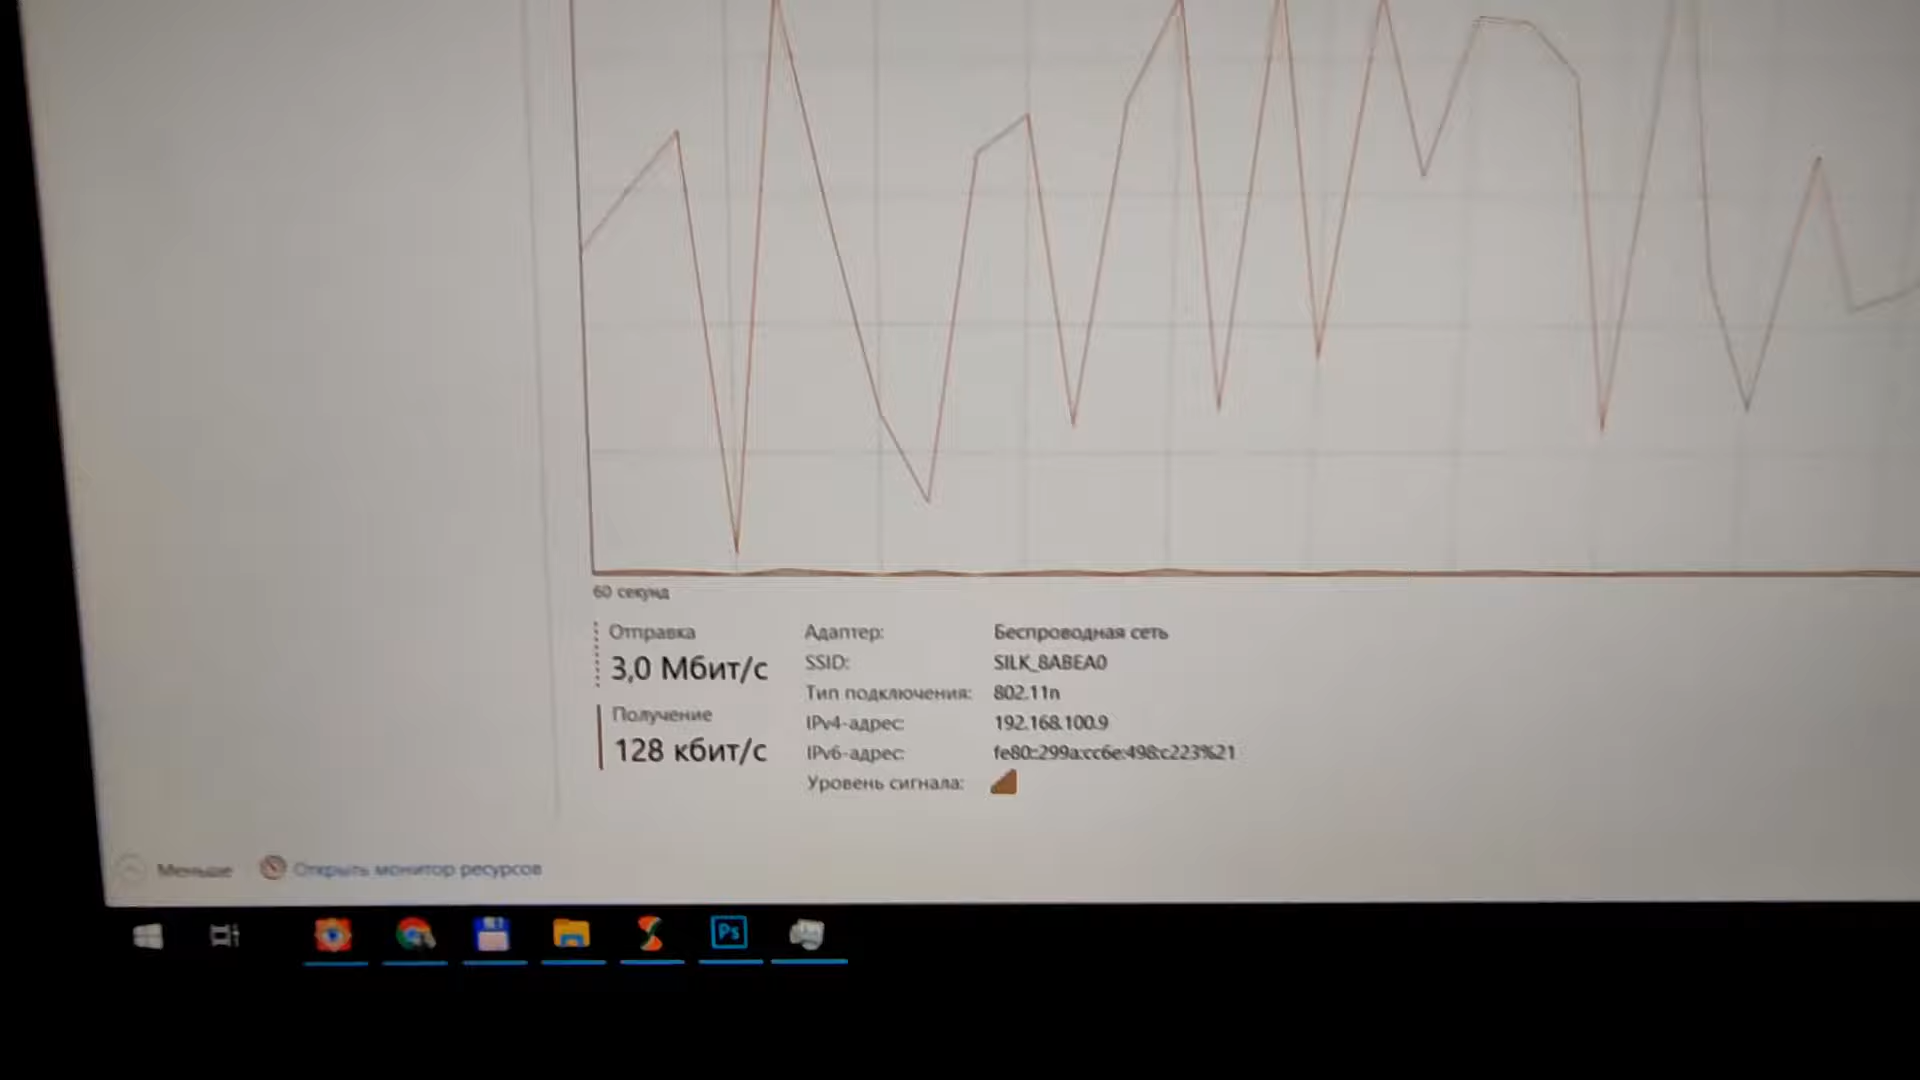 60 секунд
Отправка
3,0 Мбит/с
Получение
128 кбит/с
Адаптер: Беспроводная сеть
SSID: SILK_8ABEA0
Тип подключения: 802.11n
IPv4-адрес: 192.168.100.9
IPv6-адрес: fe80::299a:cc6e:498:c223%21
Уровень сигнала:
Меньше
Открыть монитор ресурсов
Ps